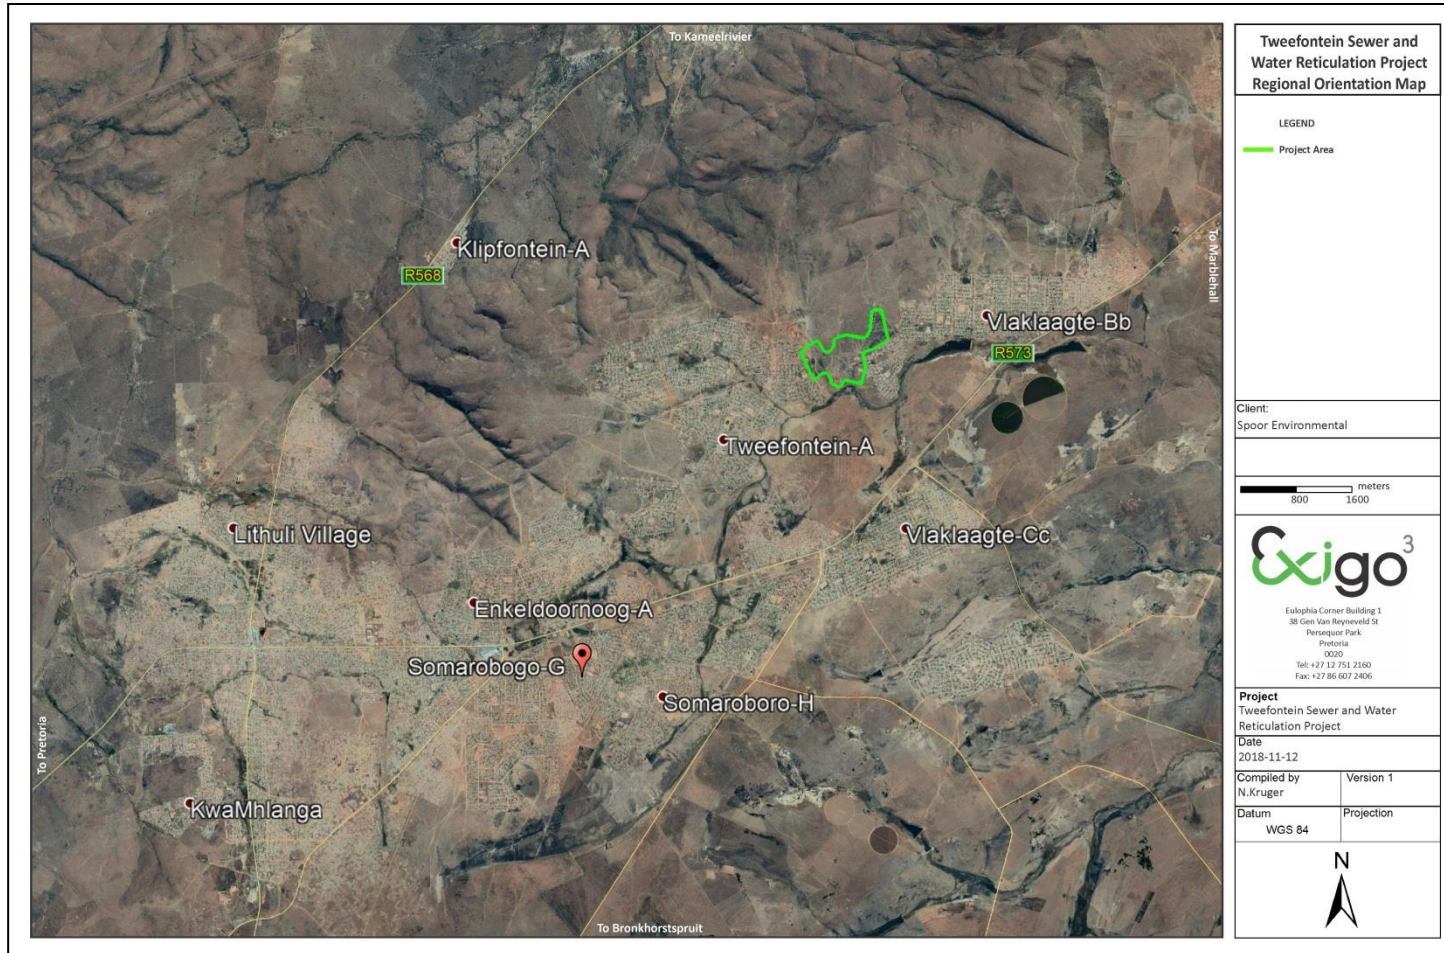 To Kameelrivier
Klipfontein-A
R568
To Marblehall
Vlaklaagte-Bb
R573
Tweefontein-A
Lithuli Village
Vlaklaagte-Cc
Enkeldoornoog-A
Somarobogo-G
Somaroboro-H
To Pretoria
KwaMhlanga
To Bronkhorstspruit
Tweefontein Sewer and
Water Reticulation Project
Regional Orientation Map
LEGEND
Project Area
Client:
Spoor Environmental
meters
800 1600
Exigo3
Eulophia Corner Building 1
38 Gen Van Reyneveld St
Persequor Park
Pretoria
0020
Tel: +27 12 751 2160
Fax: +27 86 607 2406
Project
Tweefontein Sewer and Water
Reticulation Project
Date
2018-11-12
Compiled by Version 1
N.Kruger
Datum Projection
WGS 84
N